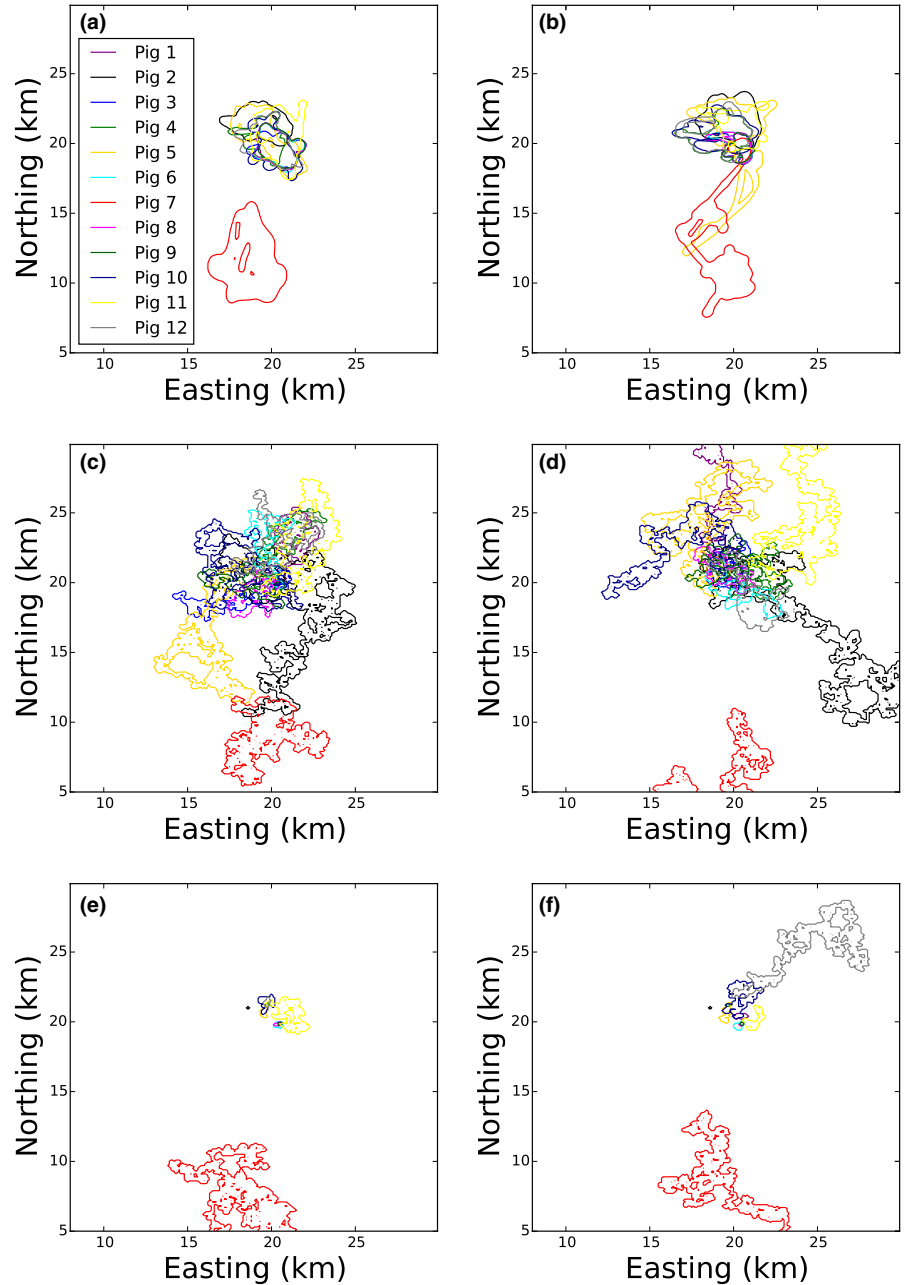 (a)
Pig 1
Pig 2
Pig 3
Pig 4
Pig 5
Pig 6
Pig 7
Pig 8
Pig 9
Pig 10
Pig 11
Pig 12
25
20
15
10
5
Northing (km)
10 15 20 25
Easting (km)
(b)
25
20
15
10
5
Northing (km)
10 15 20 25
Easting (km)
(c)
25
20
15
10
5
Northing (km)
10 15 20 25
Easting (km)
(d)
25
20
15
10
5
Northing (km)
10 15 20 25
Easting (km)
(e)
25
20
15
10
5
Northing (km)
10 15 20 25
Easting (km)
(f)
25
20
15
10
5
Northing (km)
10 15 20 25
Easting (km)